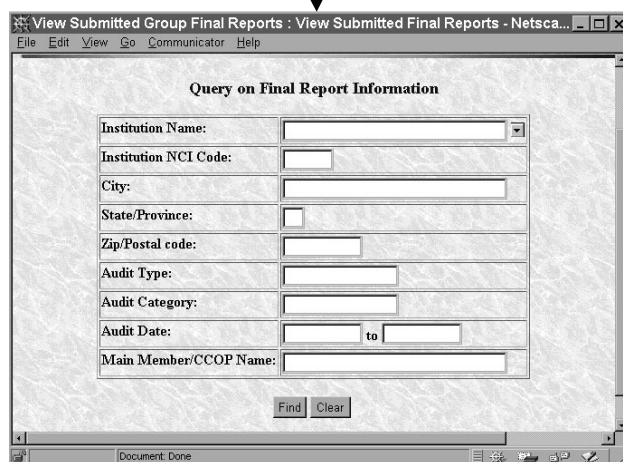 View Submitted Group Final Reports : View Submitted Final Reports - Netsca...
File Edit View Go Communicator Help
Query on Final Report Information
Institution Name:
Institution NCI Code:
City:
State/Province:
Zip/Postal code:
Audit Type:
Audit Category:
Audit Date: to
Main Member/CCOP Name:
Find Clear
Document: Done